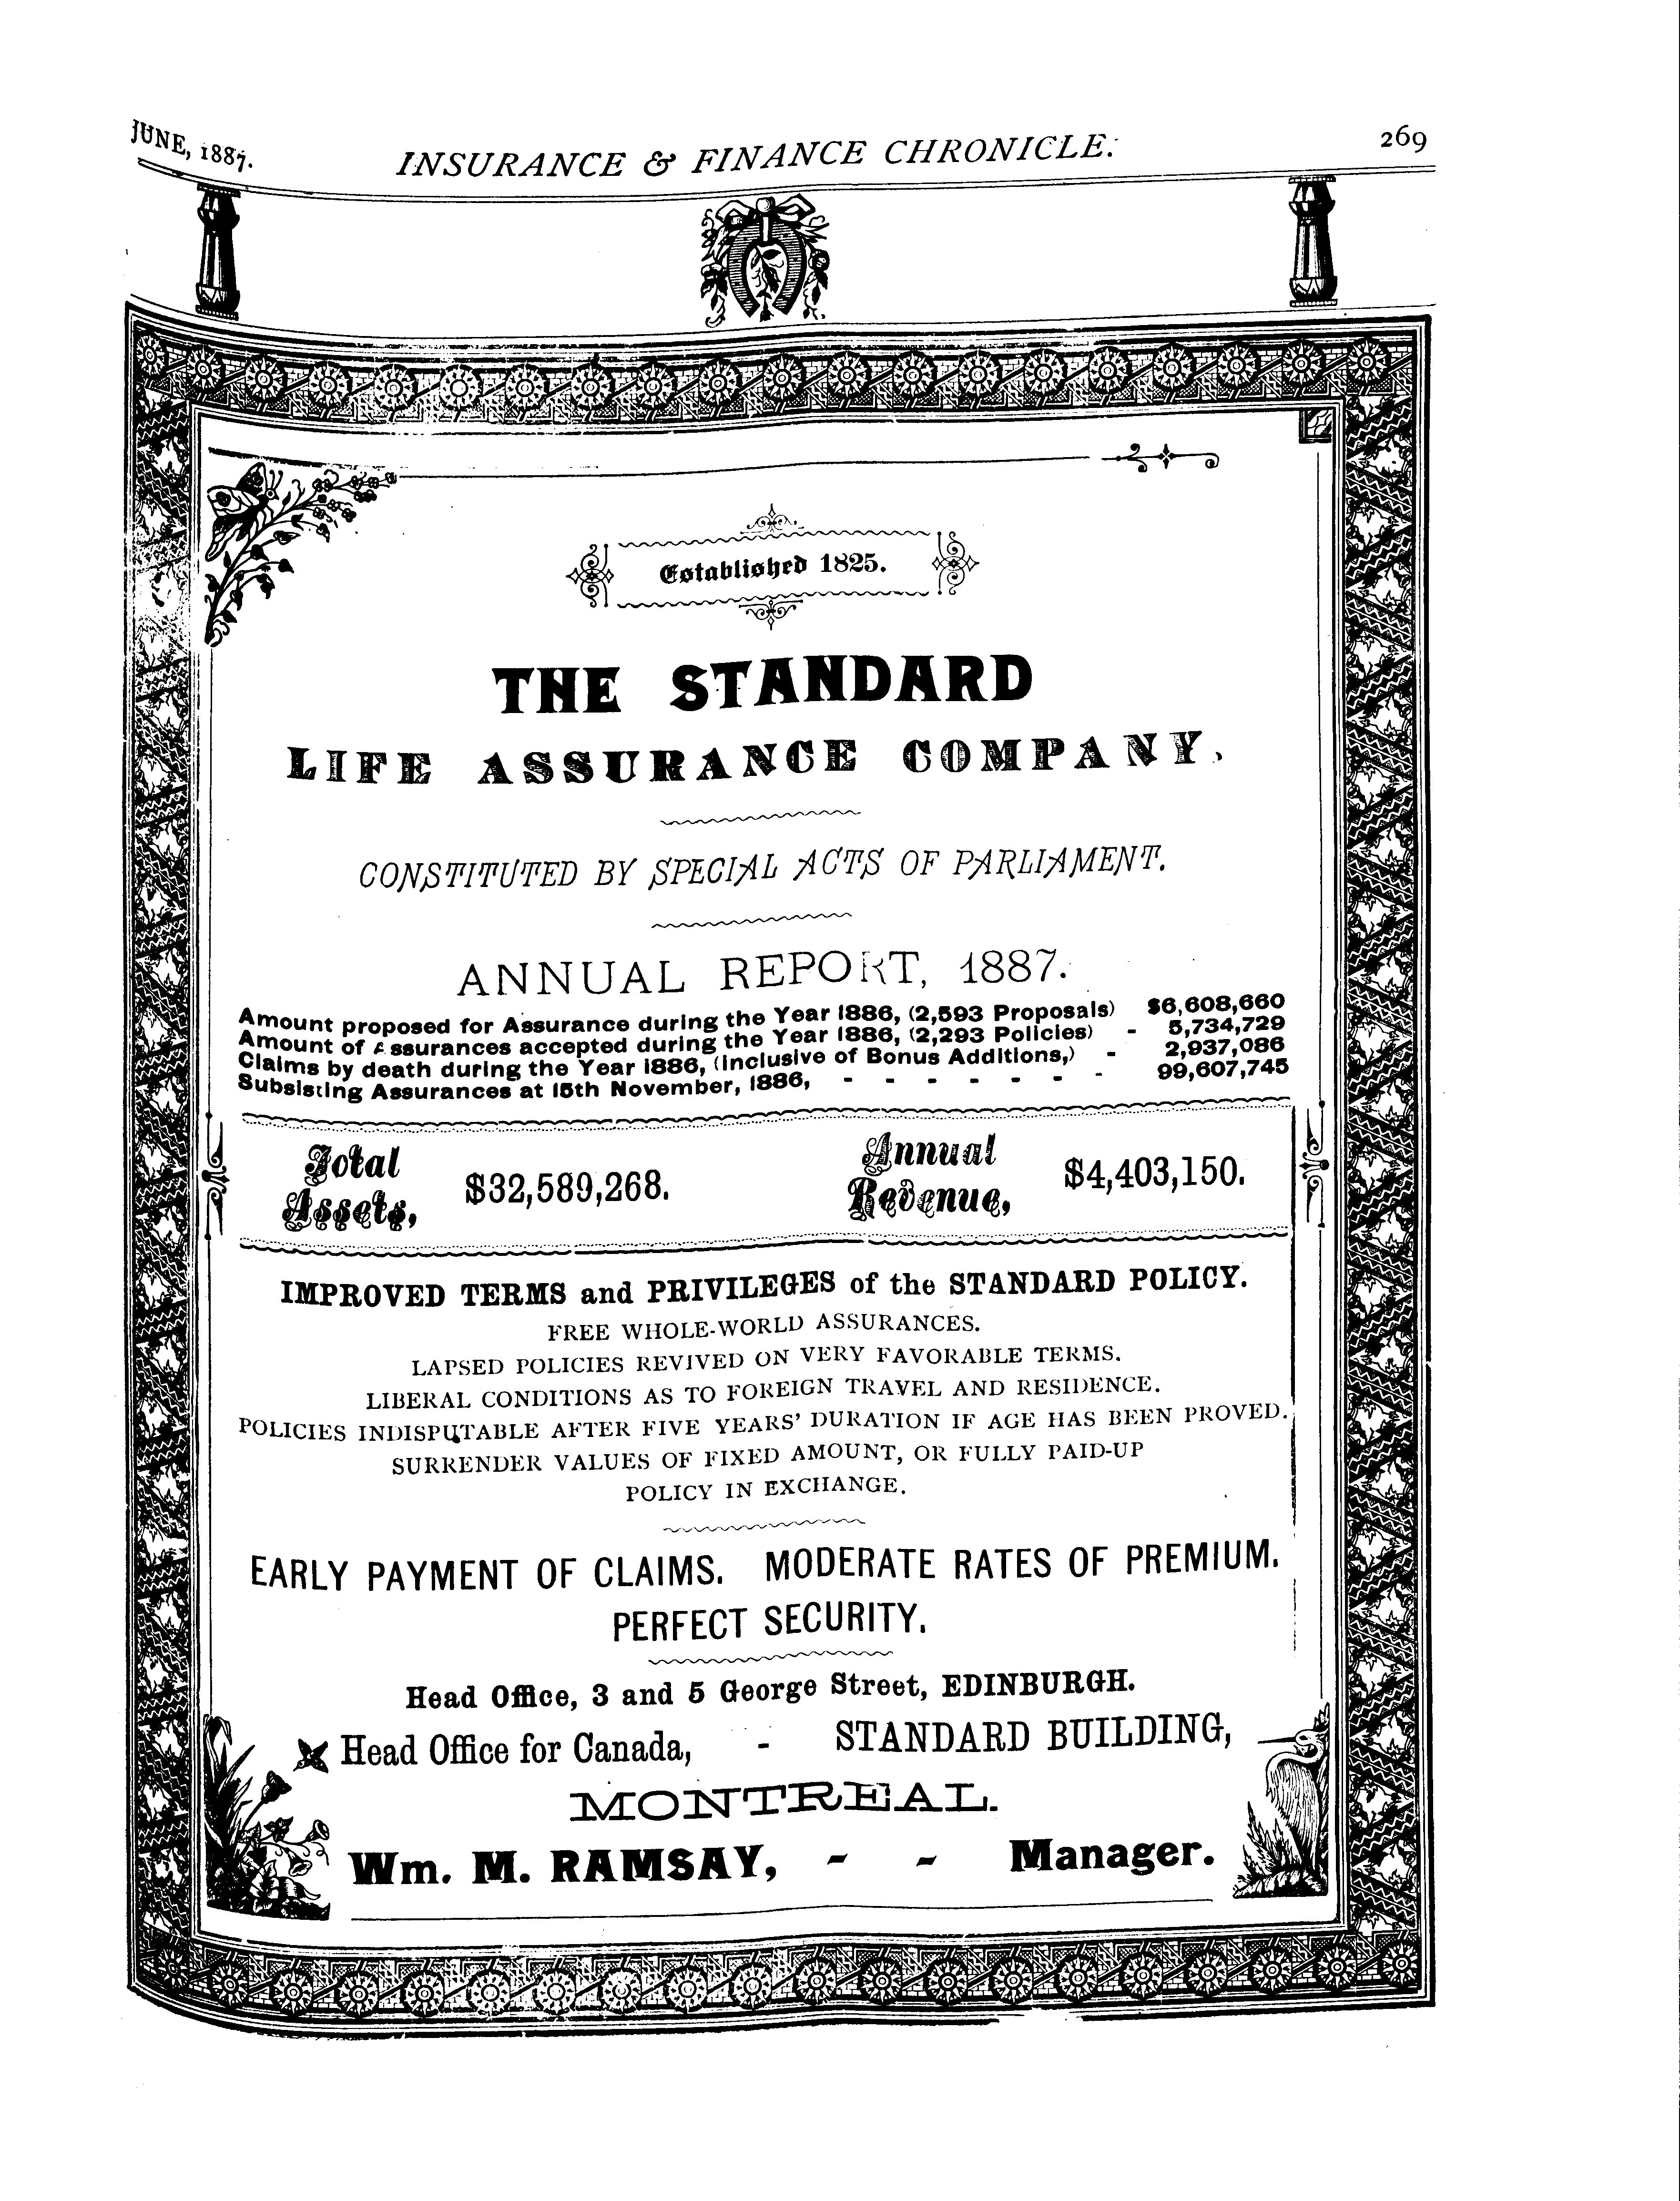 JUNE, 1887.
INSURANCE & FINANCE CHRONICLE.
269
Established 1825.
THE STANDARD
LIFE ASSURANCE COMPANY,
CONSTITUTED BY SPECIAL ACTS OF PARLIAMENT.
ANNUAL REPORT, 1887.
Amount proposed for Assurance during the Year 1886, (2,593 Proposals) $6,608,660
Amount of Assurances accepted during the Year 1886, (2,293 Policies) - 5,734,729
Claims by death during the Year 1886, (inclusive of Bonus Additions,) - 2,937,086
Subsisting Assurances at 15th November, 1886, - - - - - - - 99,607,745
Total Assets, $32,589,268. Annual Revenue, $4,403,150.
IMPROVED TERMS and PRIVILEGES of the STANDARD POLICY.
FREE WHOLE-WORLD ASSURANCES.
LAPSED POLICIES REVIVED ON VERY FAVORABLE TERMS.
LIBERAL CONDITIONS AS TO FOREIGN TRAVEL AND RESIDENCE.
POLICIES INDISPUTABLE AFTER FIVE YEARS' DURATION IF AGE HAS BEEN PROVED.
SURRENDER VALUES OF FIXED AMOUNT, OR FULLY PAID-UP
POLICY IN EXCHANGE.
EARLY PAYMENT OF CLAIMS. MODERATE RATES OF PREMIUM.
PERFECT SECURITY.
Head Office, 3 and 5 George Street, EDINBURGH.
Head Office for Canada, - STANDARD BUILDING,
MONTREAL.
Wm. M. RAMSAY, - - Manager.